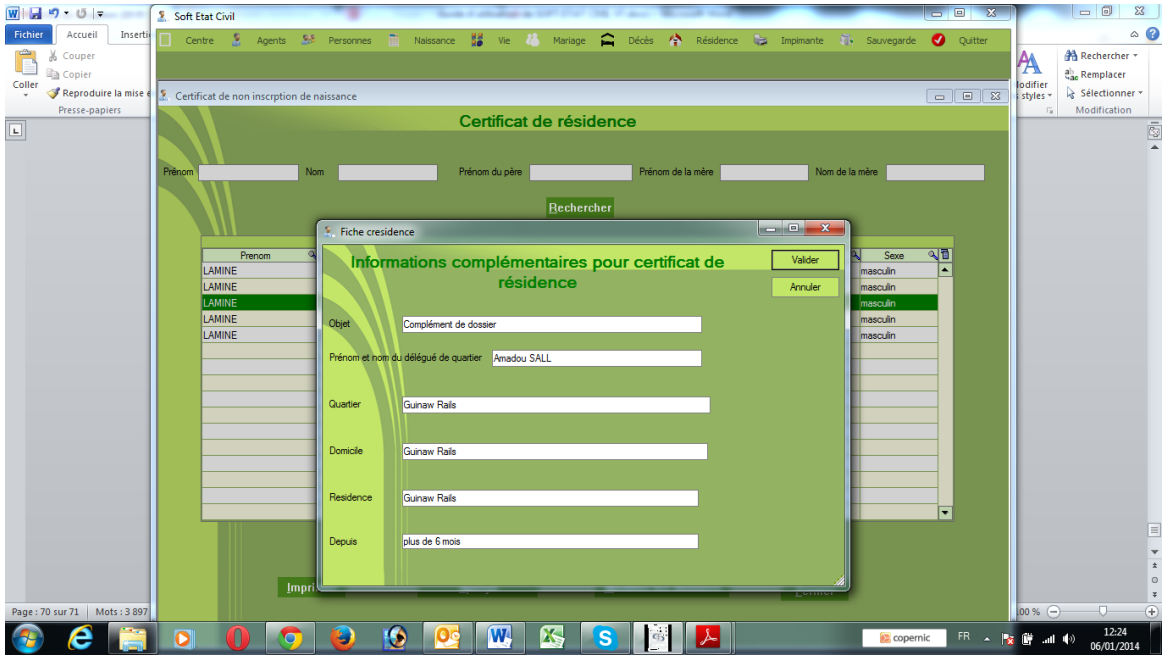 Soft Etat Civil
Fichier Accueil Inserti
Centre Agents Personnes Naissance Vie Mariage Décès Résidence Impimante Sauvegarde Quitter
Couper
Copier
Coller
Reproduire la mise e
Presse-papiers
Rechercher
Remplacer
Sélectionner
Modification
styles
Certificat de non inscrption de naissance
Certificat de résidence
Prénom Nom Prénom du père Prénom de la mère Nom de la mère
Rechercher
Prenom Sexe
LAMINE masculin
LAMINE masculin
LAMINE masculin
LAMINE masculin
LAMINE masculin
Fiche cresidence
Informations complémentaires pour certificat de
résidence
Valider
Annuler
Objet Complément de dossier
Prénom et nom du délégué de quartier Amadou SALL
Quartier Guinaw Rails
Domicile Guinaw Rails
Residence Guinaw Rails
Depuis plus de 6 mois
Impri
Page : 70 sur 71 Mots : 3 897
00 %
copernic FR 12:24
06/01/2014